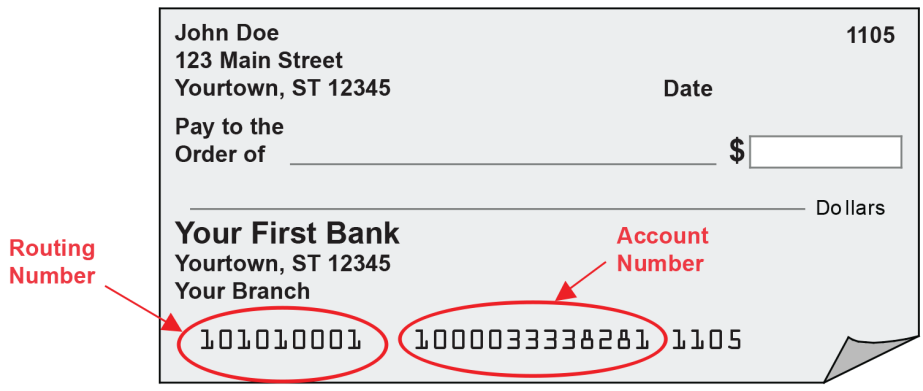 John Doe
1105
123 Main Street
Yourtown, ST 12345
Date
Pay to the
Order of
$
Dollars
Your First Bank
Yourtown, ST 12345
Your Branch
Routing
Number
Account
Number
101010001 1000033338281 1105